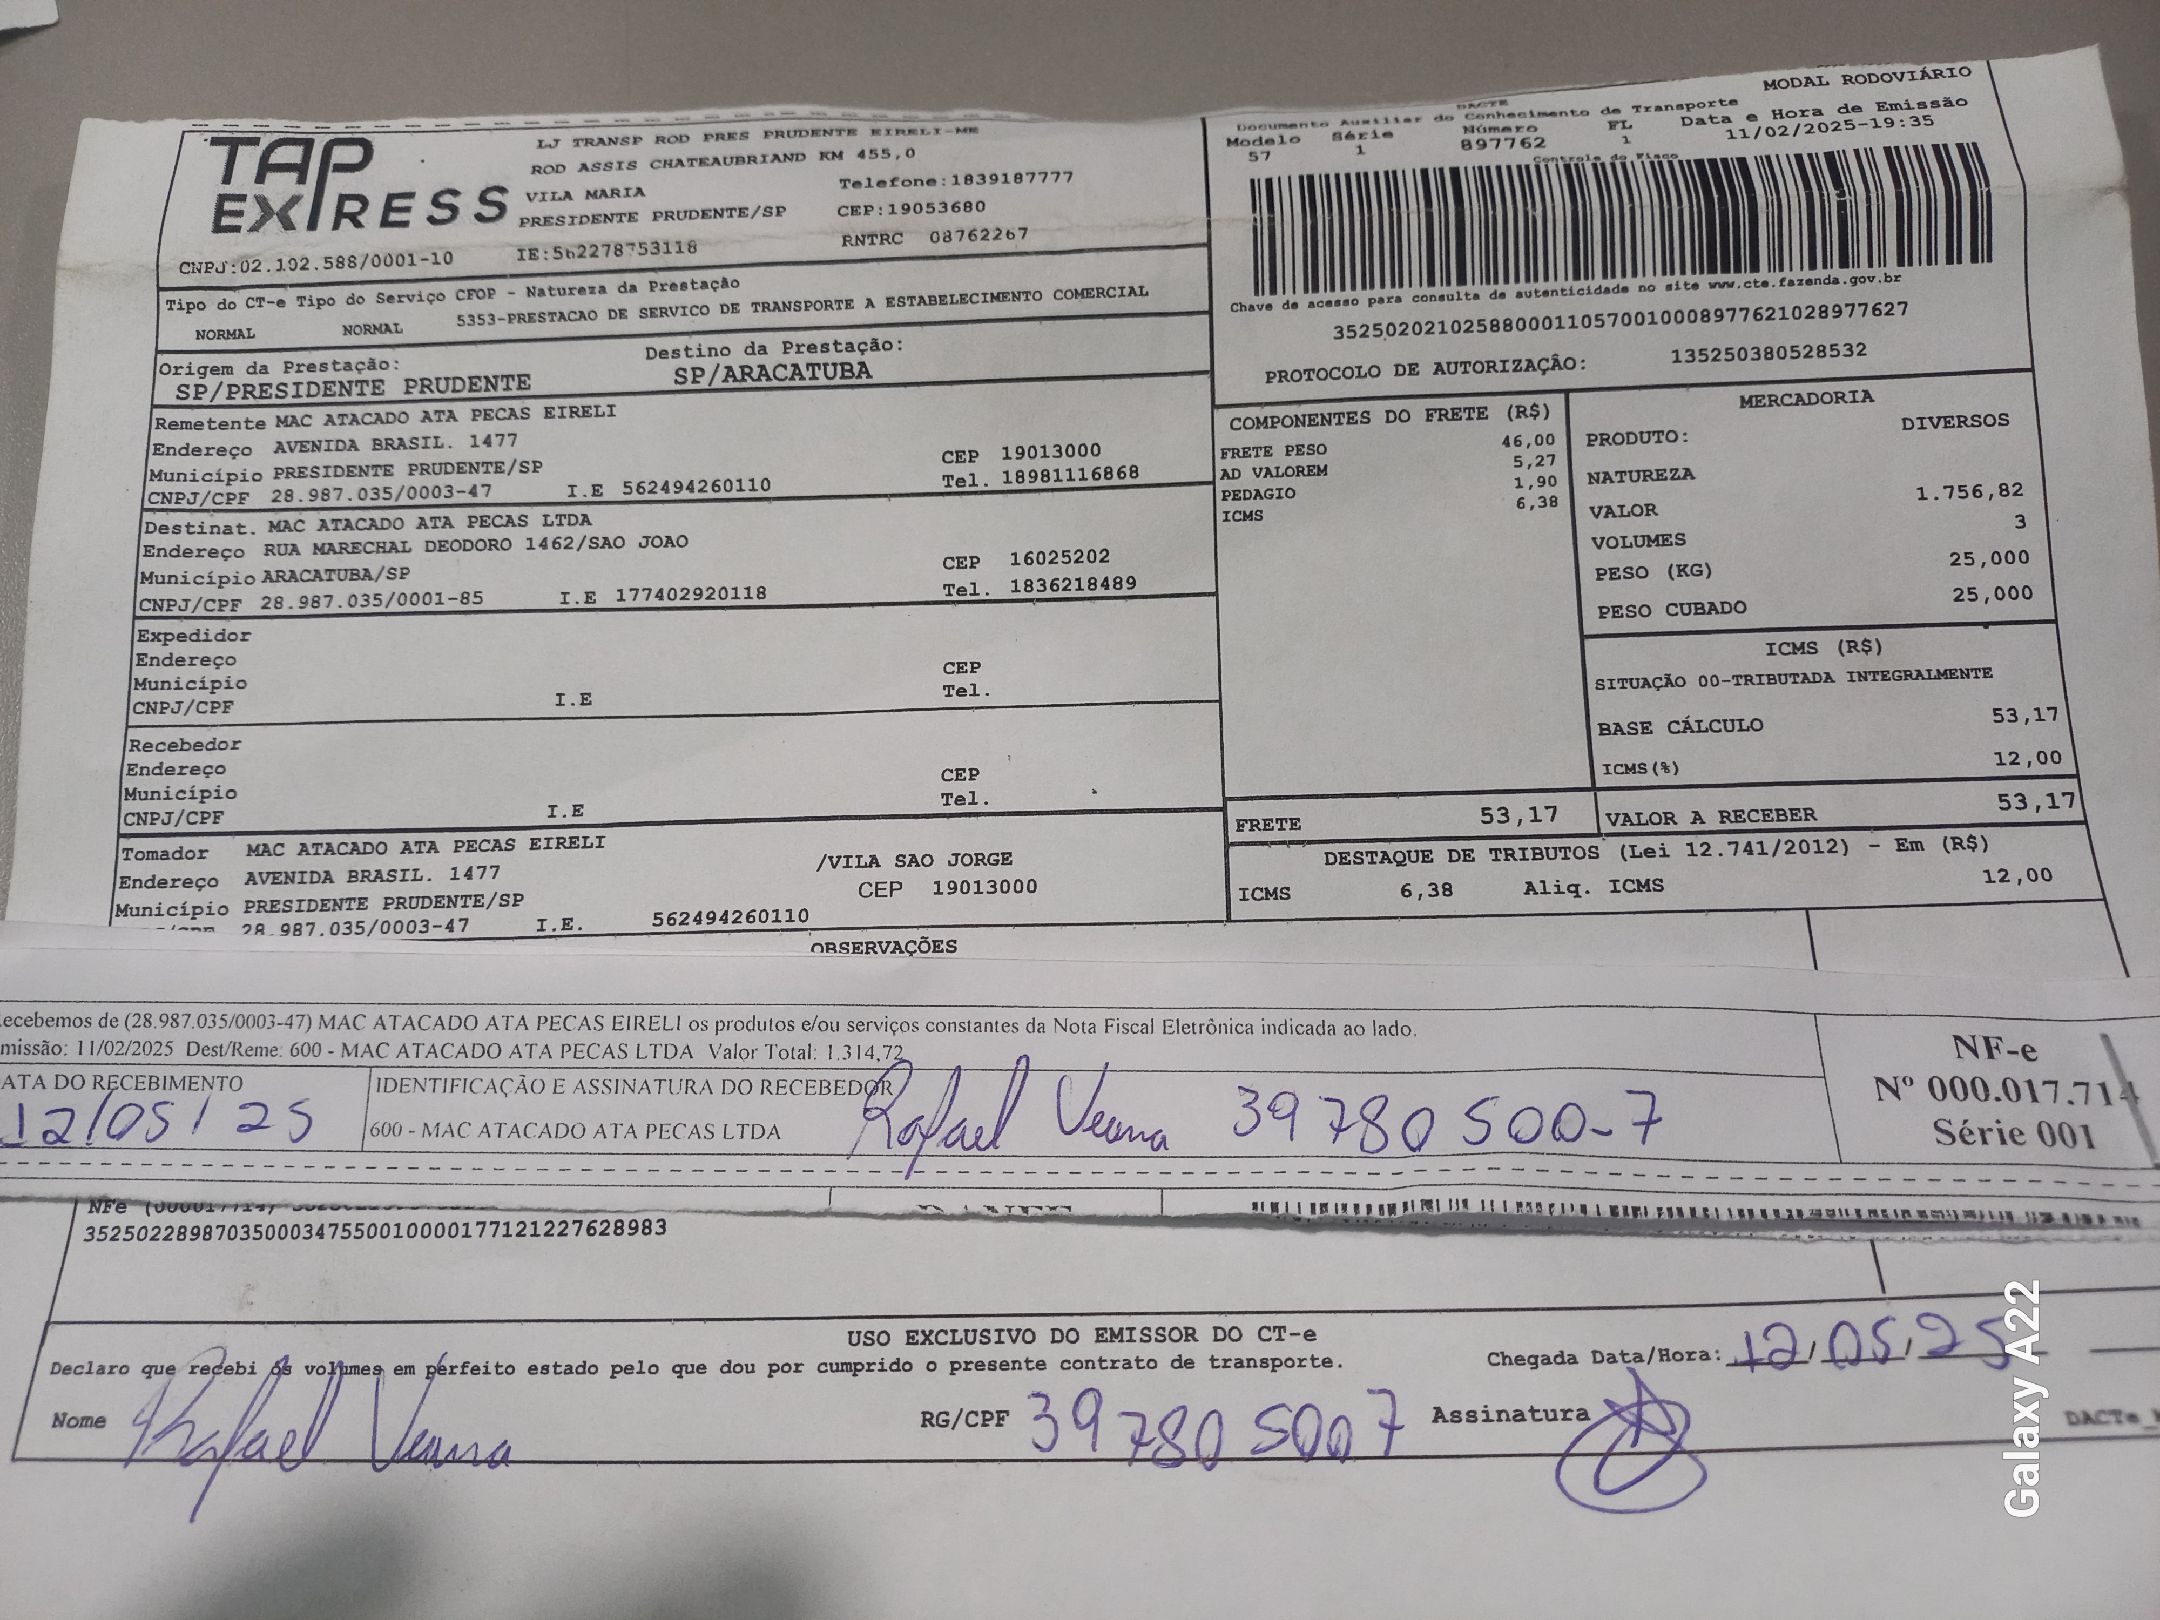 TAP EXPRESS
LJ TRANSP ROD PRES PRUDENTE EIRELI-ME
ROD ASSIS CHATEAUBRIAND KM 455,0
VILA MARIA
Telefone:1839187777
PRESIDENTE PRUDENTE/SP
CEP:19053680
CNPJ:02.102.588/0001-10
IE:562278753118
RNTRC 08762267
MODAL RODOVIÁRIO
DACTE
Documento Auxiliar do Conhecimento de Transporte
Modelo Série Número FL Data e Hora de Emissão
57 1 897762 1 11/02/2025-19:35
Controle do Fisco
Chave de acesso para consulta de autenticidade no site www.cte.fazenda.gov.br
35250202102588000110570010008977621028977627
PROTOCOLO DE AUTORIZAÇÂO: 135250380528532
Tipo do CT-e Tipo do Serviço CFOP - Natureza da Prestação
NORMAL NORMAL 5353-PRESTACAO DE SERVICO DE TRANSPORTE A ESTABELECIMENTO COMERCIAL
Origem da Prestação: Destino da Prestação:
SP/PRESIDENTE PRUDENTE SP/ARACATUBA
Remetente MAC ATACADO ATA PECAS EIRELI
Endereço AVENIDA BRASIL. 1477
Município PRESIDENTE PRUDENTE/SP CEP 19013000
CNPJ/CPF 28.987.035/0003-47 I.E 562494260110 Tel. 18981116868
Destinat. MAC ATACADO ATA PECAS LTDA
Endereço RUA MARECHAL DEODORO 1462/SAO JOAO
Município ARACATUBA/SP CEP 16025202
CNPJ/CPF 28.987.035/0001-85 I.E 177402920118 Tel. 1836218489
Expedidor
Endereço
Município CEP
CNPJ/CPF I.E Tel.
Recebedor
Endereço
Município CEP
CNPJ/CPF I.E Tel.
Tomador MAC ATACADO ATA PECAS EIRELI
Endereço AVENIDA BRASIL. 1477 /VILA SAO JORGE
Município PRESIDENTE PRUDENTE/SP CEP 19013000
28.987.035/0003-47 I.E. 562494260110
COMPONENTES DO FRETE (R$)
FRETE PESO 46,00
AD VALOREM 5,27
PEDAGIO 1,90
ICMS 6,38
MERCADORIA
PRODUTO: DIVERSOS
NATUREZA
VALOR 1.756,82
VOLUMES 3
PESO (KG) 25,000
PESO CUBADO 25,000
ICMS (R$)
SITUAÇÃO 00-TRIBUTADA INTEGRALMENTE
BASE CÁLCULO 53,17
ICMS(%) 12,00
FRETE 53,17 VALOR A RECEBER 53,17
DESTAQUE DE TRIBUTOS (Lei 12.741/2012) - Em (R$)
ICMS 6,38 Aliq. ICMS 12,00
OBSERVAÇÕES
ecebemos de (28.987.035/0003-47) MAC ATACADO ATA PECAS EIRELI os produtos e/ou serviços constantes da Nota Fiscal Eletrônica indicada ao lado.
missão: 11/02/2025 Dest/Reme: 600 - MAC ATACADO ATA PECAS LTDA Valor Total: 1.314,72
ATA DO RECEBIMENTO IDENTIFICAÇÃO E ASSINATURA DO RECEBEDOR
12/05/25 600 - MAC ATACADO ATA PECAS LTDA Rafael 39780500-7
NF-e
Nº 000.017.714
Série 001
NFe (000017714)
35250228987035000347550010000177121227628983
USO EXCLUSIVO DO EMISSOR DO CT-e
Declaro que recebi os volumes em perfeito estado pelo que dou por cumprido o presente contrato de transporte.
Chegada Data/Hora: 12/05/25
Nome Rafael RG/CPF 397805007 Assinatura
DACTe
Galaxy A22